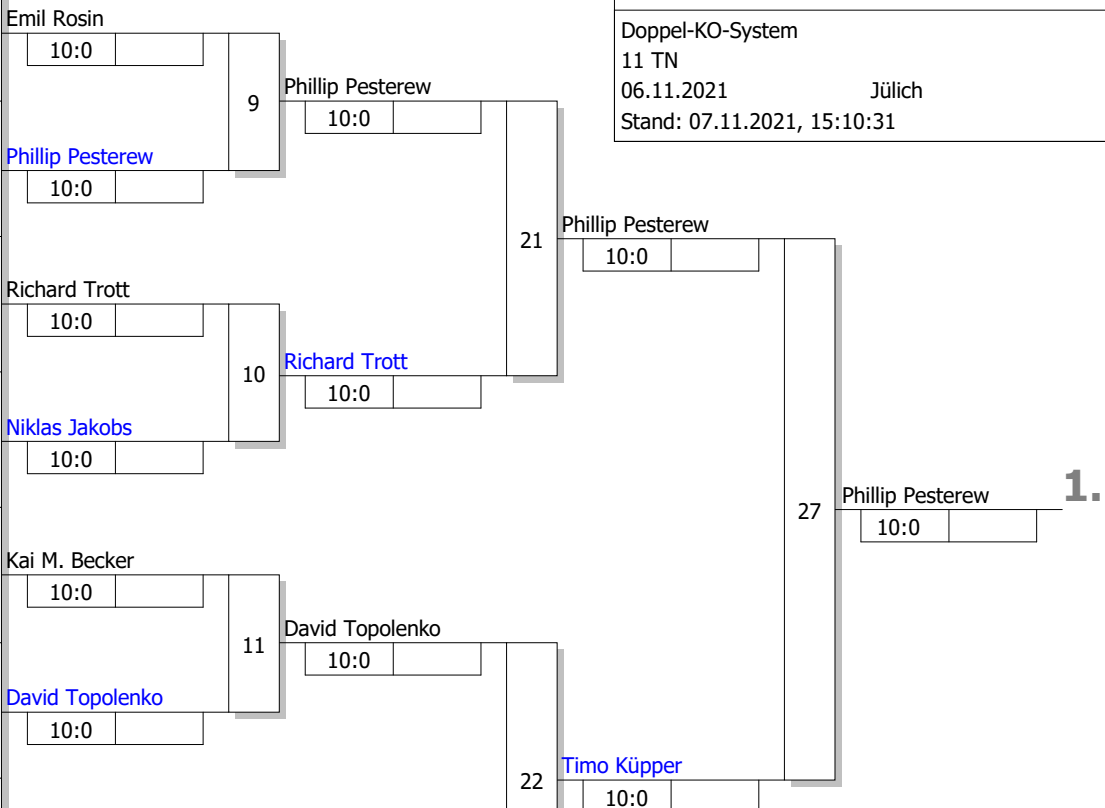 Emil Rosin
10:0
9
Phillip Pesterew
10:0
Phillip Pesterew
10:0
21
Phillip Pesterew
10:0
Richard Trott
10:0
10
Richard Trott
10:0
Niklas Jakobs
10:0
27
Phillip Pesterew
10:0
1.
Kai M. Becker
10:0
11
David Topolenko
10:0
David Topolenko
10:0
22
Timo Küpper
10:0
Doppel-KO-System
11 TN
06.11.2021 Jülich
Stand: 07.11.2021, 15:10:31